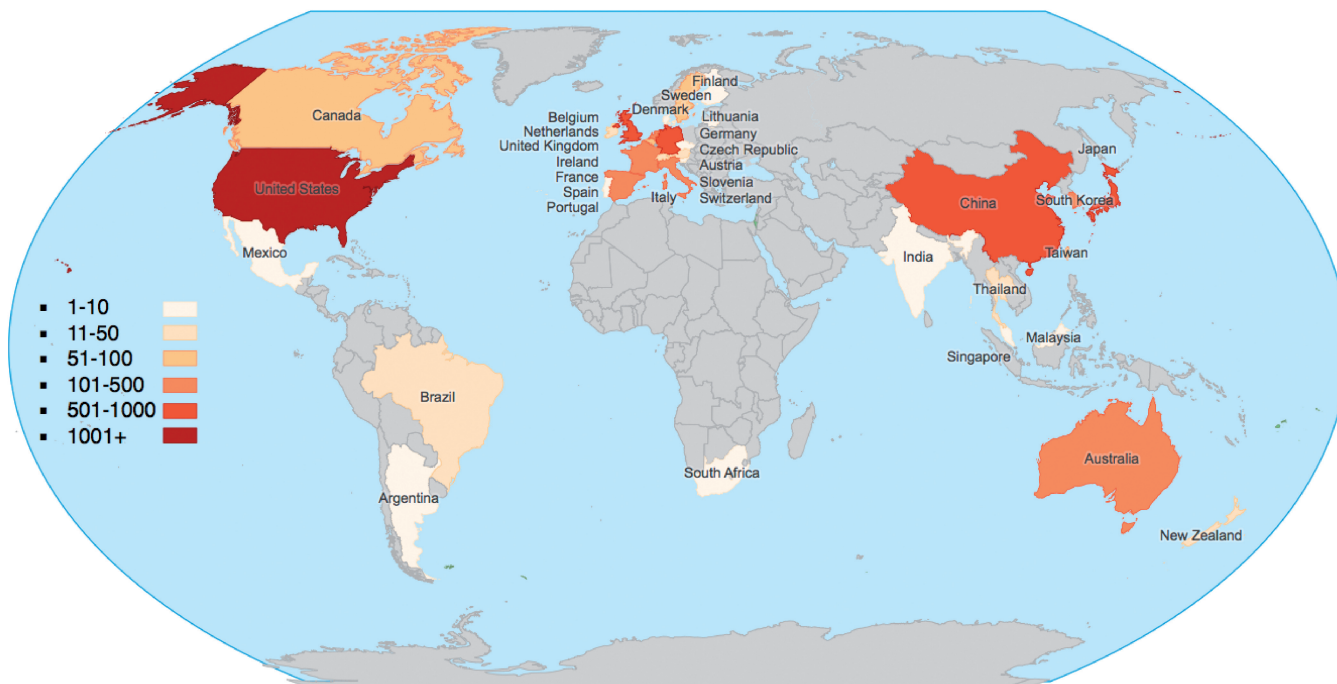 Finland
Sweden
Denmark
Canada
Belgium
Netherlands
United Kingdom
Ireland
France
Spain
Portugal
Italy
Lithuania
Germany
Czech Republic
Austria
Slovenia
Switzerland
Japan
South Korea
China
Taiwan
United States
Mexico
India
Thailand
Malaysia
Singapore
▪ 1-10
▪ 11-50
▪ 51-100
▪ 101-500
▪ 501-1000
▪ 1001+
Brazil
Argentina
South Africa
Australia
New Zealand